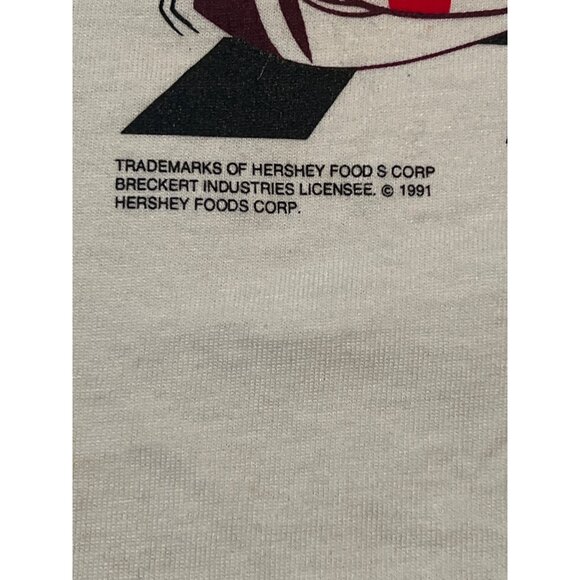 TRADEMARKS OF HERSHEY FOOD S CORP
BRECKERT INDUSTRIES LICENSEE. © 1991
HERSHEY FOODS CORP.